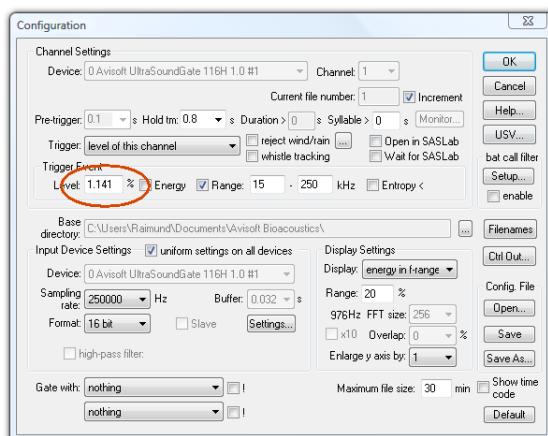 Configuration
Channel Settings
Device: 0 Avisoft UltraSoundGate 116H 1.0 #1 Channel: 1
OK
Current file number: 1 Increment
Cancel
Pre-trigger: 0.1 s Hold tm: 0.8 s Duration > 0 s Syllable > 0 s Monitor...
Help...
Trigger: level of this channel reject wind/rain ... Open in SASLab
USV...
whistle tracking Wait for SASLab
bat call filter
Trigger Event
Level: 1.141 % Energy Range: 15 - 250 kHz Entropy <
Setup...
enable
Base directory: C:\Users\Raimund\Documents\Avisoft Bioacoustics\ ...
Filenames
Input Device Settings uniform settings on all devices
Display Settings
Ctrl Out...
Device: 0 Avisoft UltraSoundGate 116H 1.0 #1
Display: energy in f-range
Config. File
Sampling rate: 250000 Hz Buffer: 0.032 s
Range: 20 %
Open...
976Hz FFT size: 256
Format: 16 bit Slave Settings...
x10 Overlap: 0 %
Save
high-pass filter:
Enlarge y axis by: 1
Save As...
Gate with: nothing !
Maximum file size: 30 min
Show time code
nothing !
Default